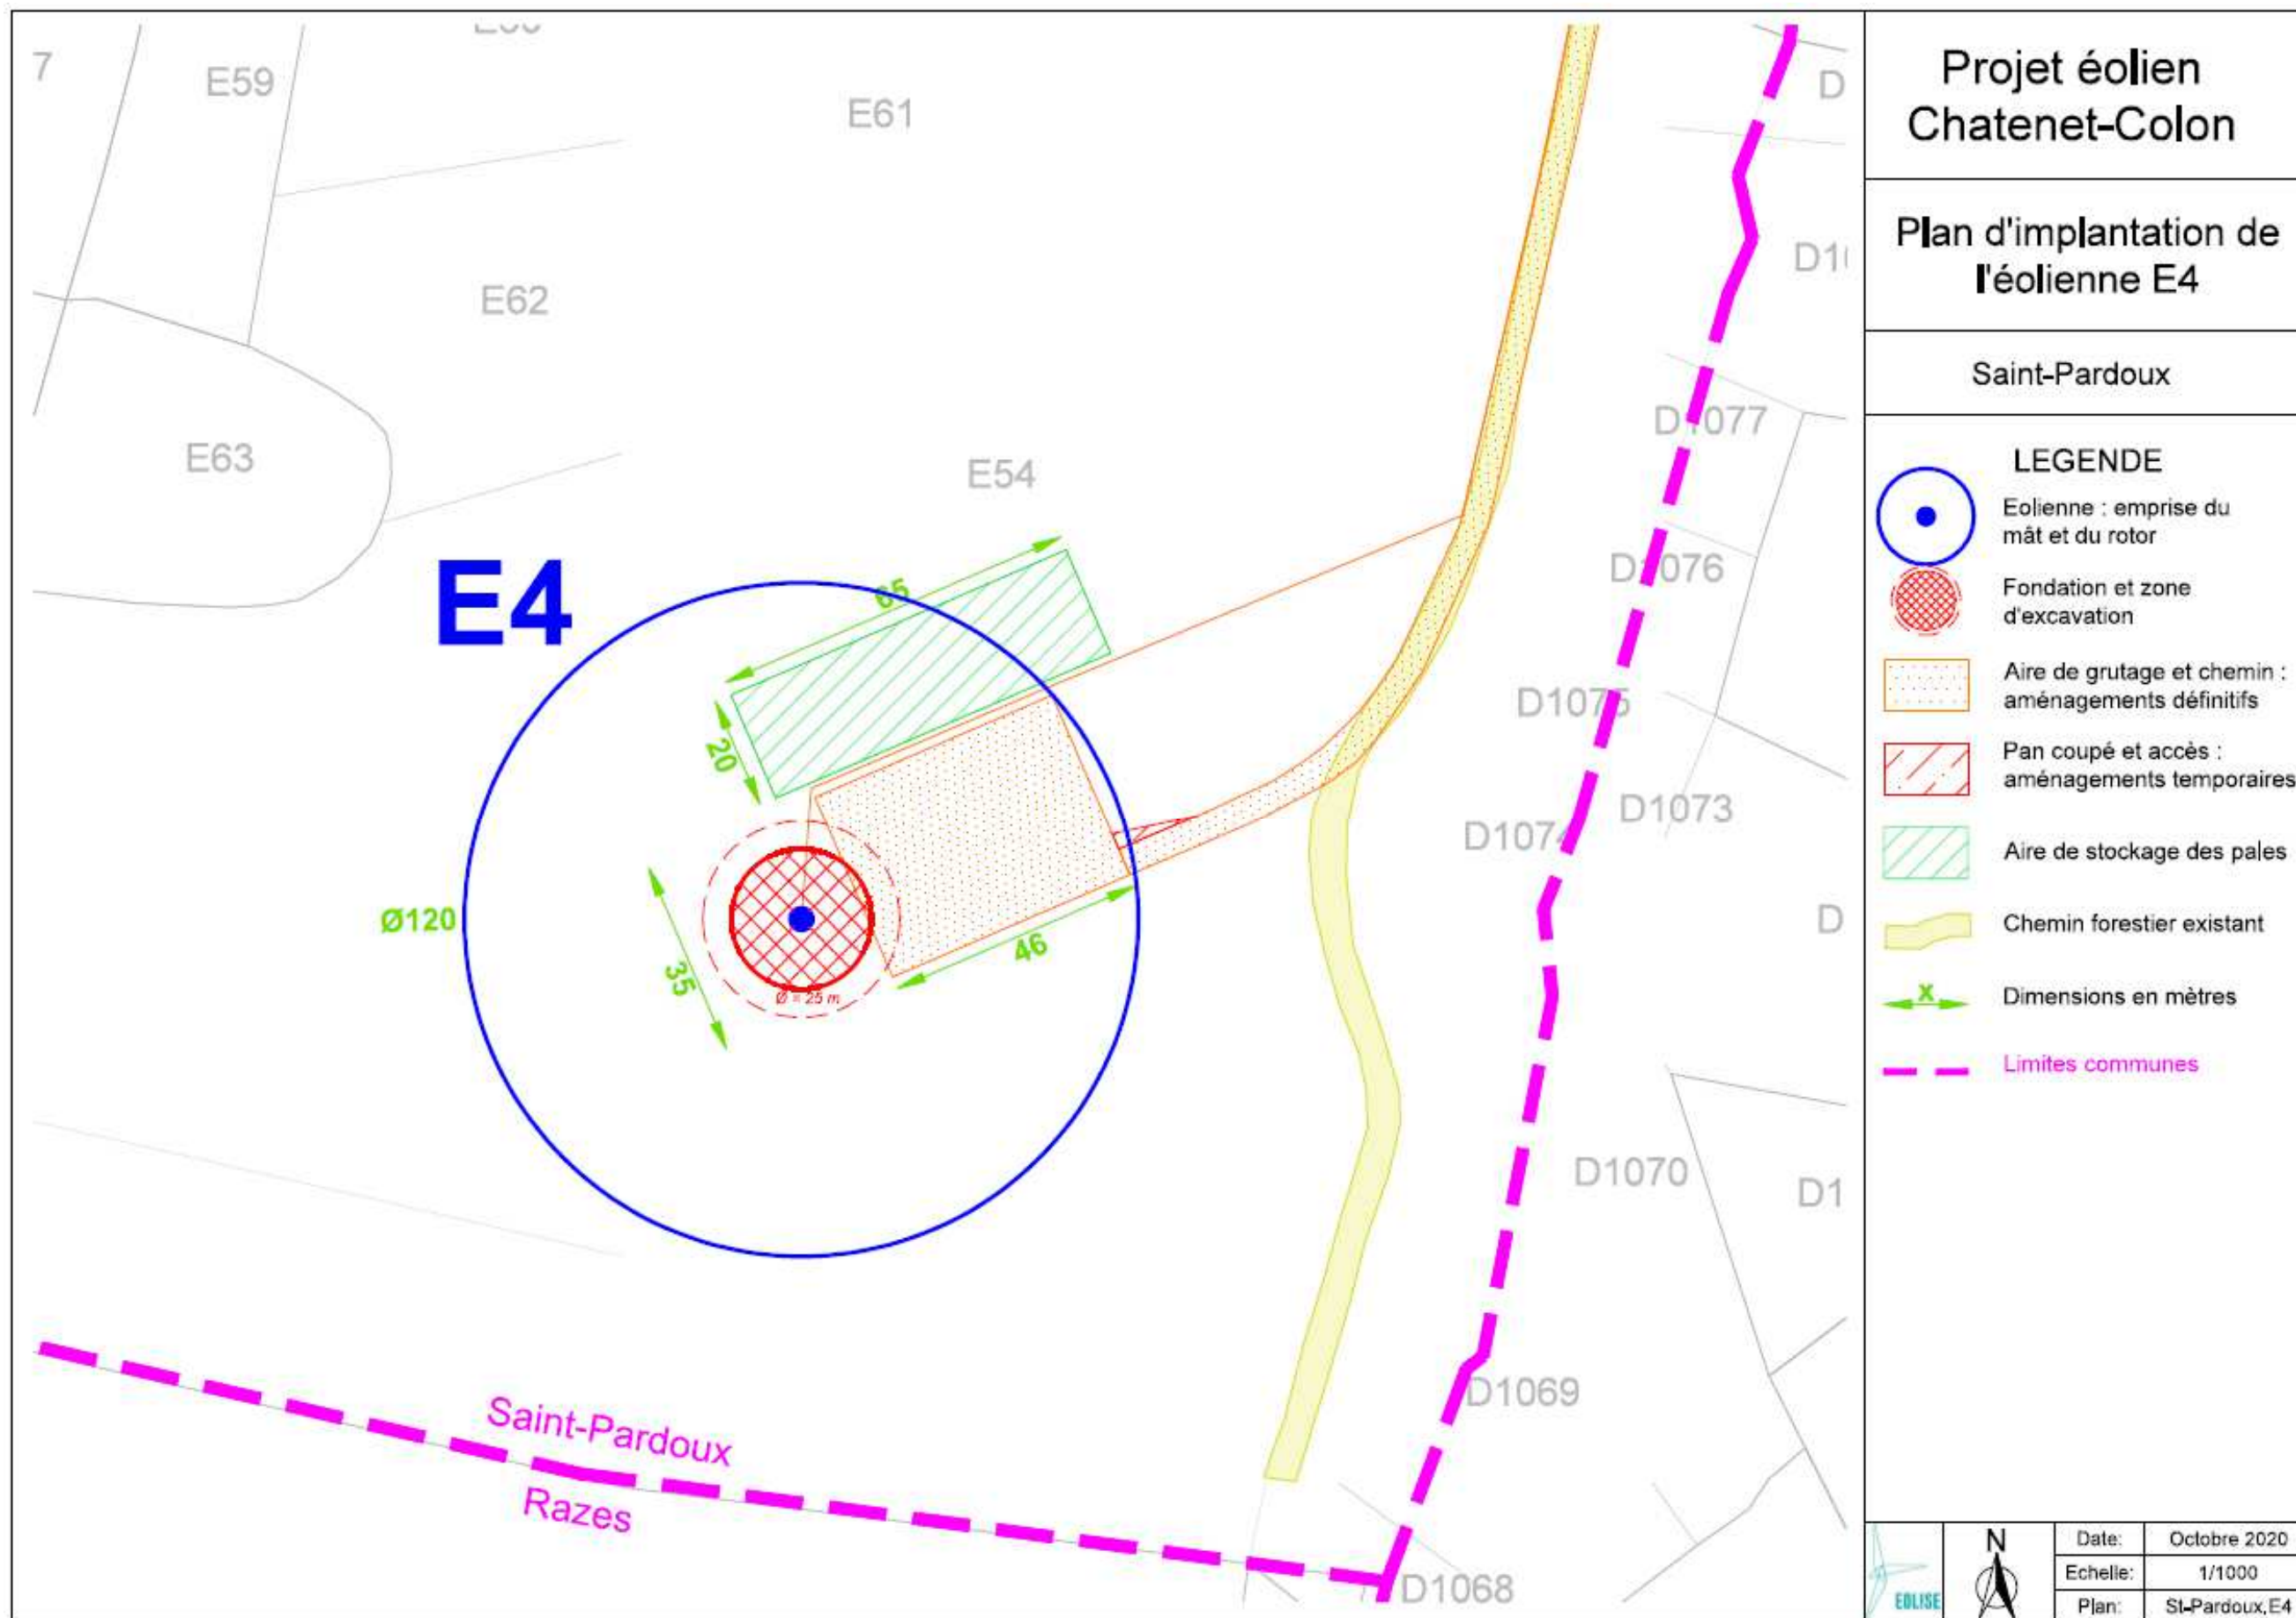 7
E59
E61
D
E62
D1
E63
E54
D1077
D1076
D1075
D1074
D1073
D
D1070
D1
D1069
D1068
E4
65
20
35
46
Ø120
Ø = 25 m
Saint-Pardoux
Razes
Projet éolien
Chatenet-Colon
Plan d'implantation de
l'éolienne E4
Saint-Pardoux
LEGENDE
Eolienne : emprise du
mât et du rotor
Fondation et zone
d'excavation
Aire de grutage et chemin :
aménagements définitifs
Pan coupé et accès :
aménagements temporaires
Aire de stockage des pales
Chemin forestier existant
x
Dimensions en mètres
Limites communes
EOLISE
N
Date: Octobre 2020
Echelle: 1/1000
Plan: St-Pardoux,E4